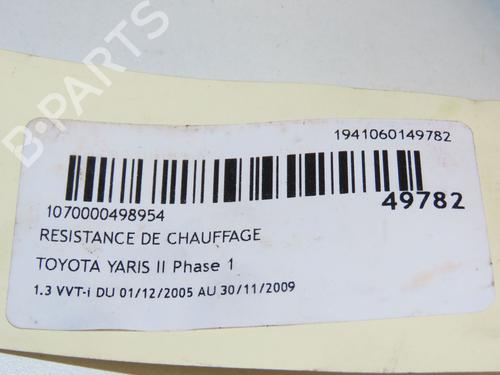 1941060149782
1070000498954
49782
RESISTANCE DE CHAUFFAGE
TOYOTA YARIS II Phase 1
1.3 VVT-i DU 01/12/2005 AU 30/11/2009
B-PARTS